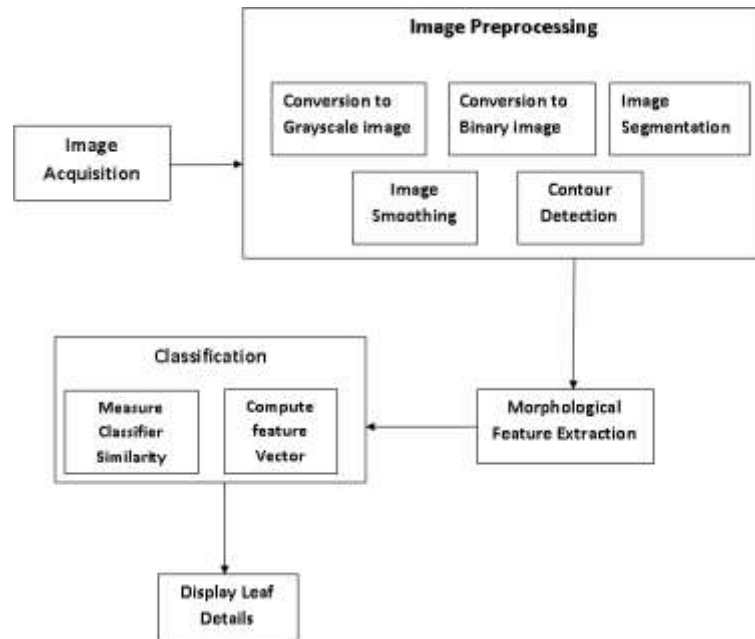 Image Preprocessing
Conversion to
Grayscale image
Conversion to
Binary image
Image
Segmentation
Image
Acquisition
Image
Smoothing
Contour
Detection
Classification
Measure
Classifier
Similarity
Compute
feature
Vector
Morphological
Feature Extraction
Display Leaf
Details